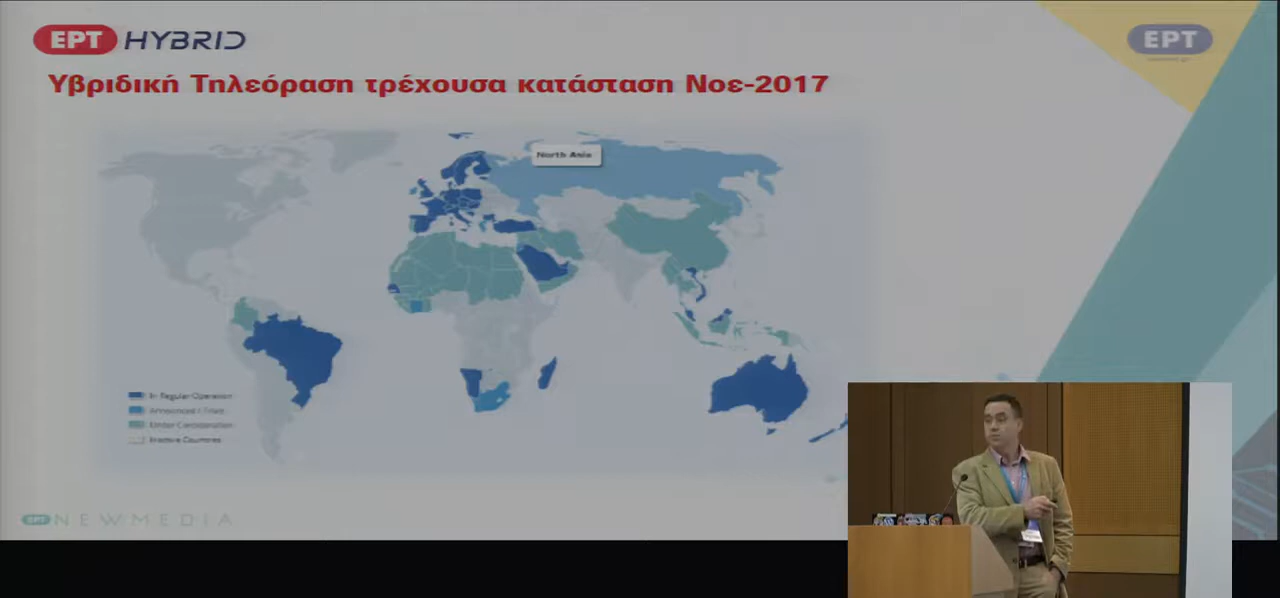 ΕΡΤ HYBRID
ΕΡΤ
Υβριδική Τηλεόραση τρέχουσα κατάσταση Νοε-2017
North Asia
In Regular Operation
Announced / Trials
Under Consideration
Inactive Countries
ΕΡΤ NEWMEDIA